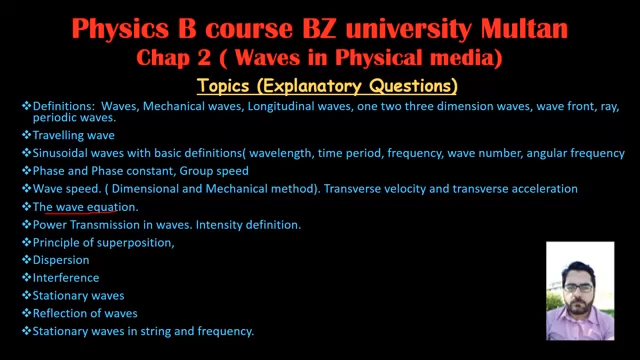 Physics B course BZ university Multan
Chap 2 ( Waves in Physical media)
Topics (Explanatory Questions)
❖Definitions: Waves, Mechanical waves, Longitudinal waves, one two three dimension waves, wave front, ray,
periodic waves.
❖Travelling wave
❖Sinusoidal waves with basic definitions( wavelength, time period, frequency, wave number, angular frequency
❖Phase and Phase constant, Group speed
❖Wave speed. ( Dimensional and Mechanical method). Transverse velocity and transverse acceleration
❖The wave equation.
❖Power Transmission in waves. Intensity definition.
❖Principle of superposition,
❖Dispersion
❖Interference
❖Stationary waves
❖Reflection of waves
❖Stationary waves in string and frequency.